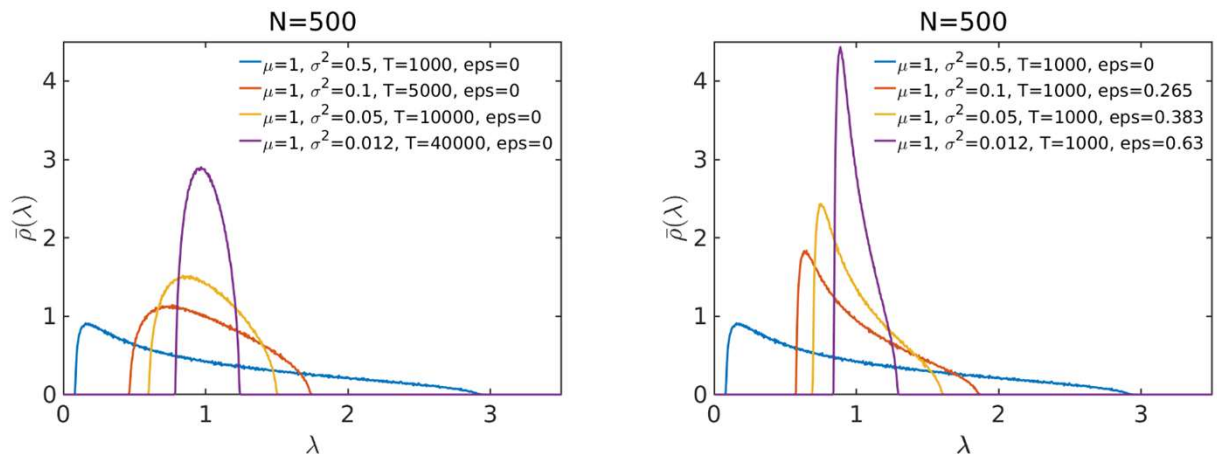 N=500
μ=1, σ²=0.5, T=1000, eps=0
μ=1, σ²=0.1, T=5000, eps=0
μ=1, σ²=0.05, T=10000, eps=0
μ=1, σ²=0.012, T=40000, eps=0
ρ̄(λ)
4
3
2
1
0
0 1 2 3
λ
N=500
μ=1, σ²=0.5, T=1000, eps=0
μ=1, σ²=0.1, T=1000, eps=0.265
μ=1, σ²=0.05, T=1000, eps=0.383
μ=1, σ²=0.012, T=1000, eps=0.63
ρ̄(λ)
4
3
2
1
0
0 1 2 3
λ